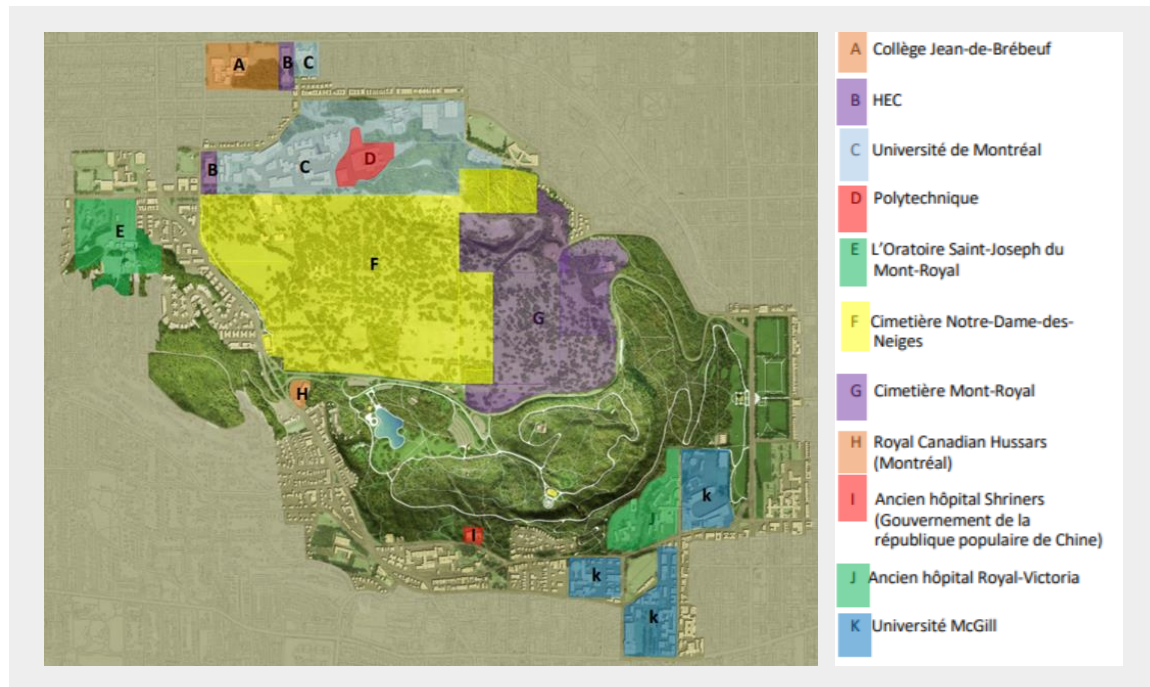 A
B
C
B
C
D
E
F
G
H
I
k
k
k
A Collège Jean-de-Brébeuf
B HEC
C Université de Montréal
D Polytechnique
E L’Oratoire Saint-Joseph du
Mont-Royal
F Cimetière Notre-Dame-des-
Neiges
G Cimetière Mont-Royal
H Royal Canadian Hussars
(Montréal)
I Ancien hôpital Shriners
(Gouvernement de la
république populaire de Chine)
J Ancien hôpital Royal-Victoria
K Université McGill